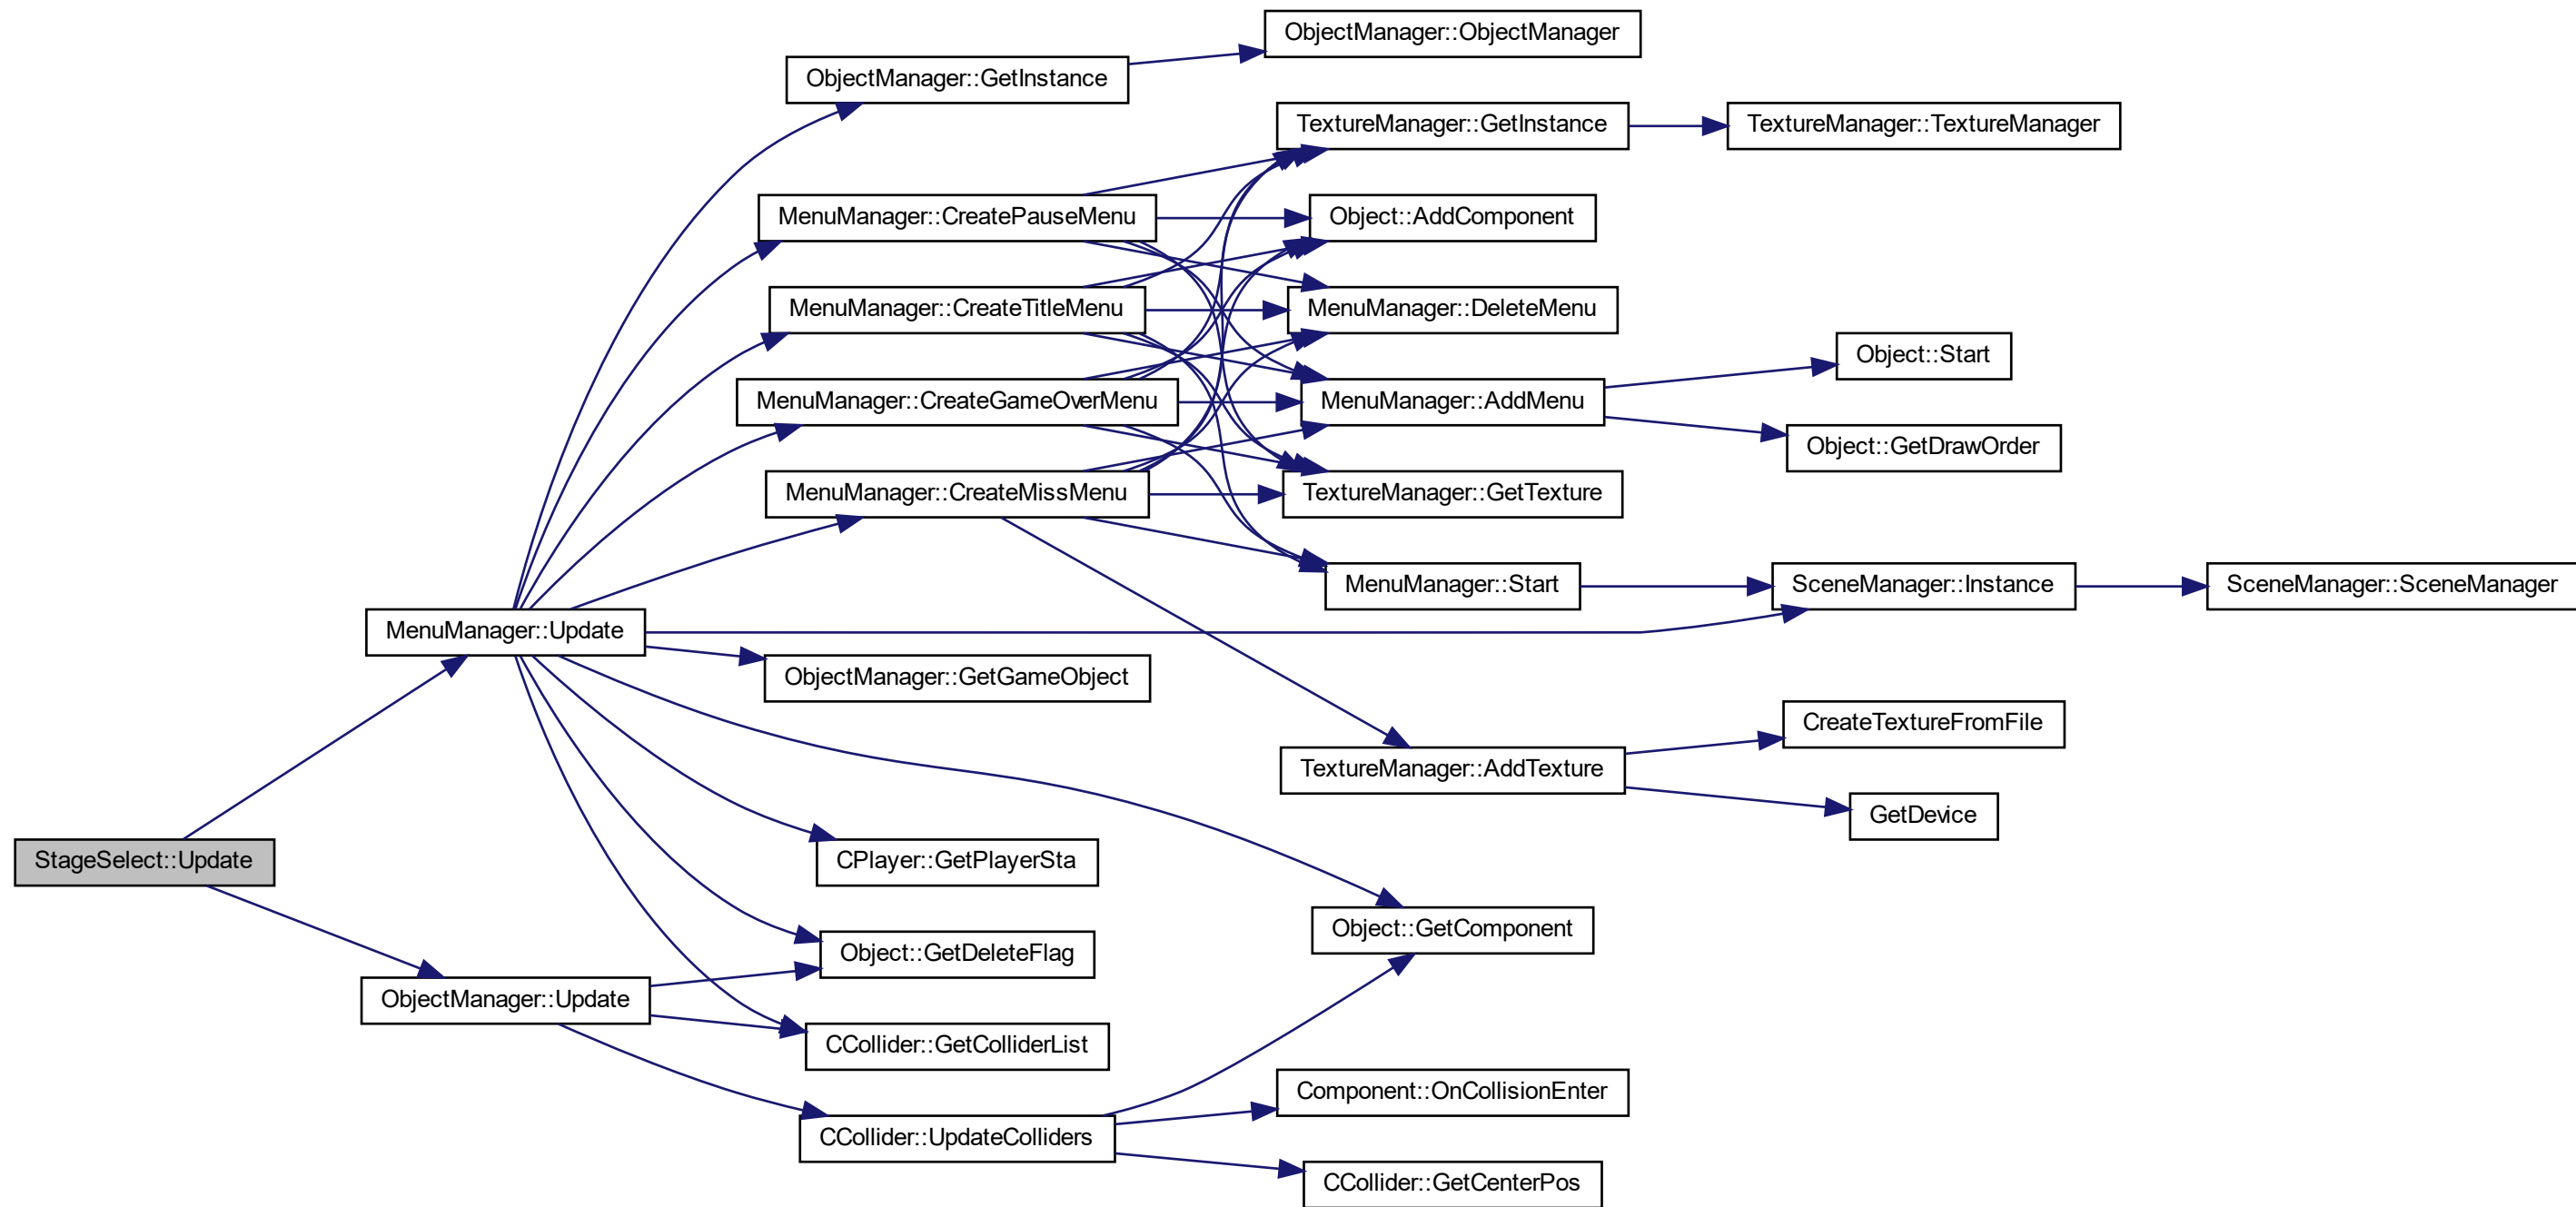 ObjectManager::ObjectManager
ObjectManager::GetInstance
TextureManager::GetInstance
TextureManager::TextureManager
MenuManager::CreatePauseMenu
Object::AddComponent
MenuManager::CreateTitleMenu
MenuManager::DeleteMenu
Object::Start
MenuManager::CreateGameOverMenu
MenuManager::AddMenu
Object::GetDrawOrder
MenuManager::CreateMissMenu
TextureManager::GetTexture
MenuManager::Start
SceneManager::Instance
SceneManager::SceneManager
MenuManager::Update
ObjectManager::GetGameObject
CreateTextureFromFile
TextureManager::AddTexture
GetDevice
StageSelect::Update
CPlayer::GetPlayerSta
Object::GetComponent
Object::GetDeleteFlag
ObjectManager::Update
CCollider::GetColliderList
Component::OnCollisionEnter
CCollider::UpdateColliders
CCollider::GetCenterPos